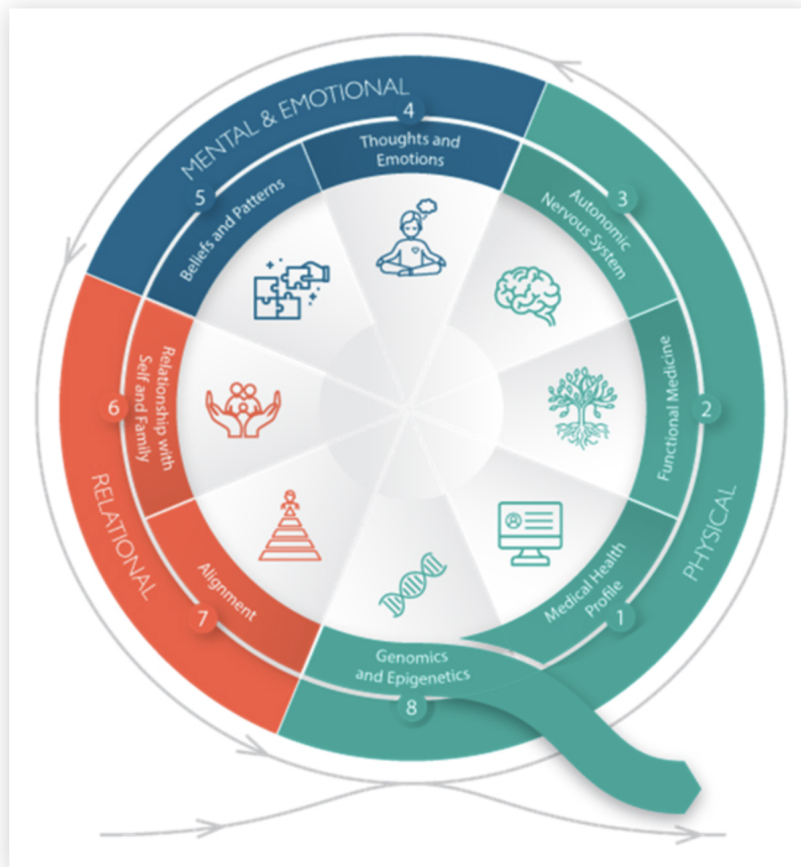 MENTAL & EMOTIONAL
4
Thoughts and
Emotions
5
Beliefs and Patterns
3
Autonomic
Nervous System
6
Relationship with
Self and Family
2
Functional Medicine
RELATIONAL
PHYSICAL
7
Alignment
1
Medical Health
Profile
Genomics
and Epigenetics
8